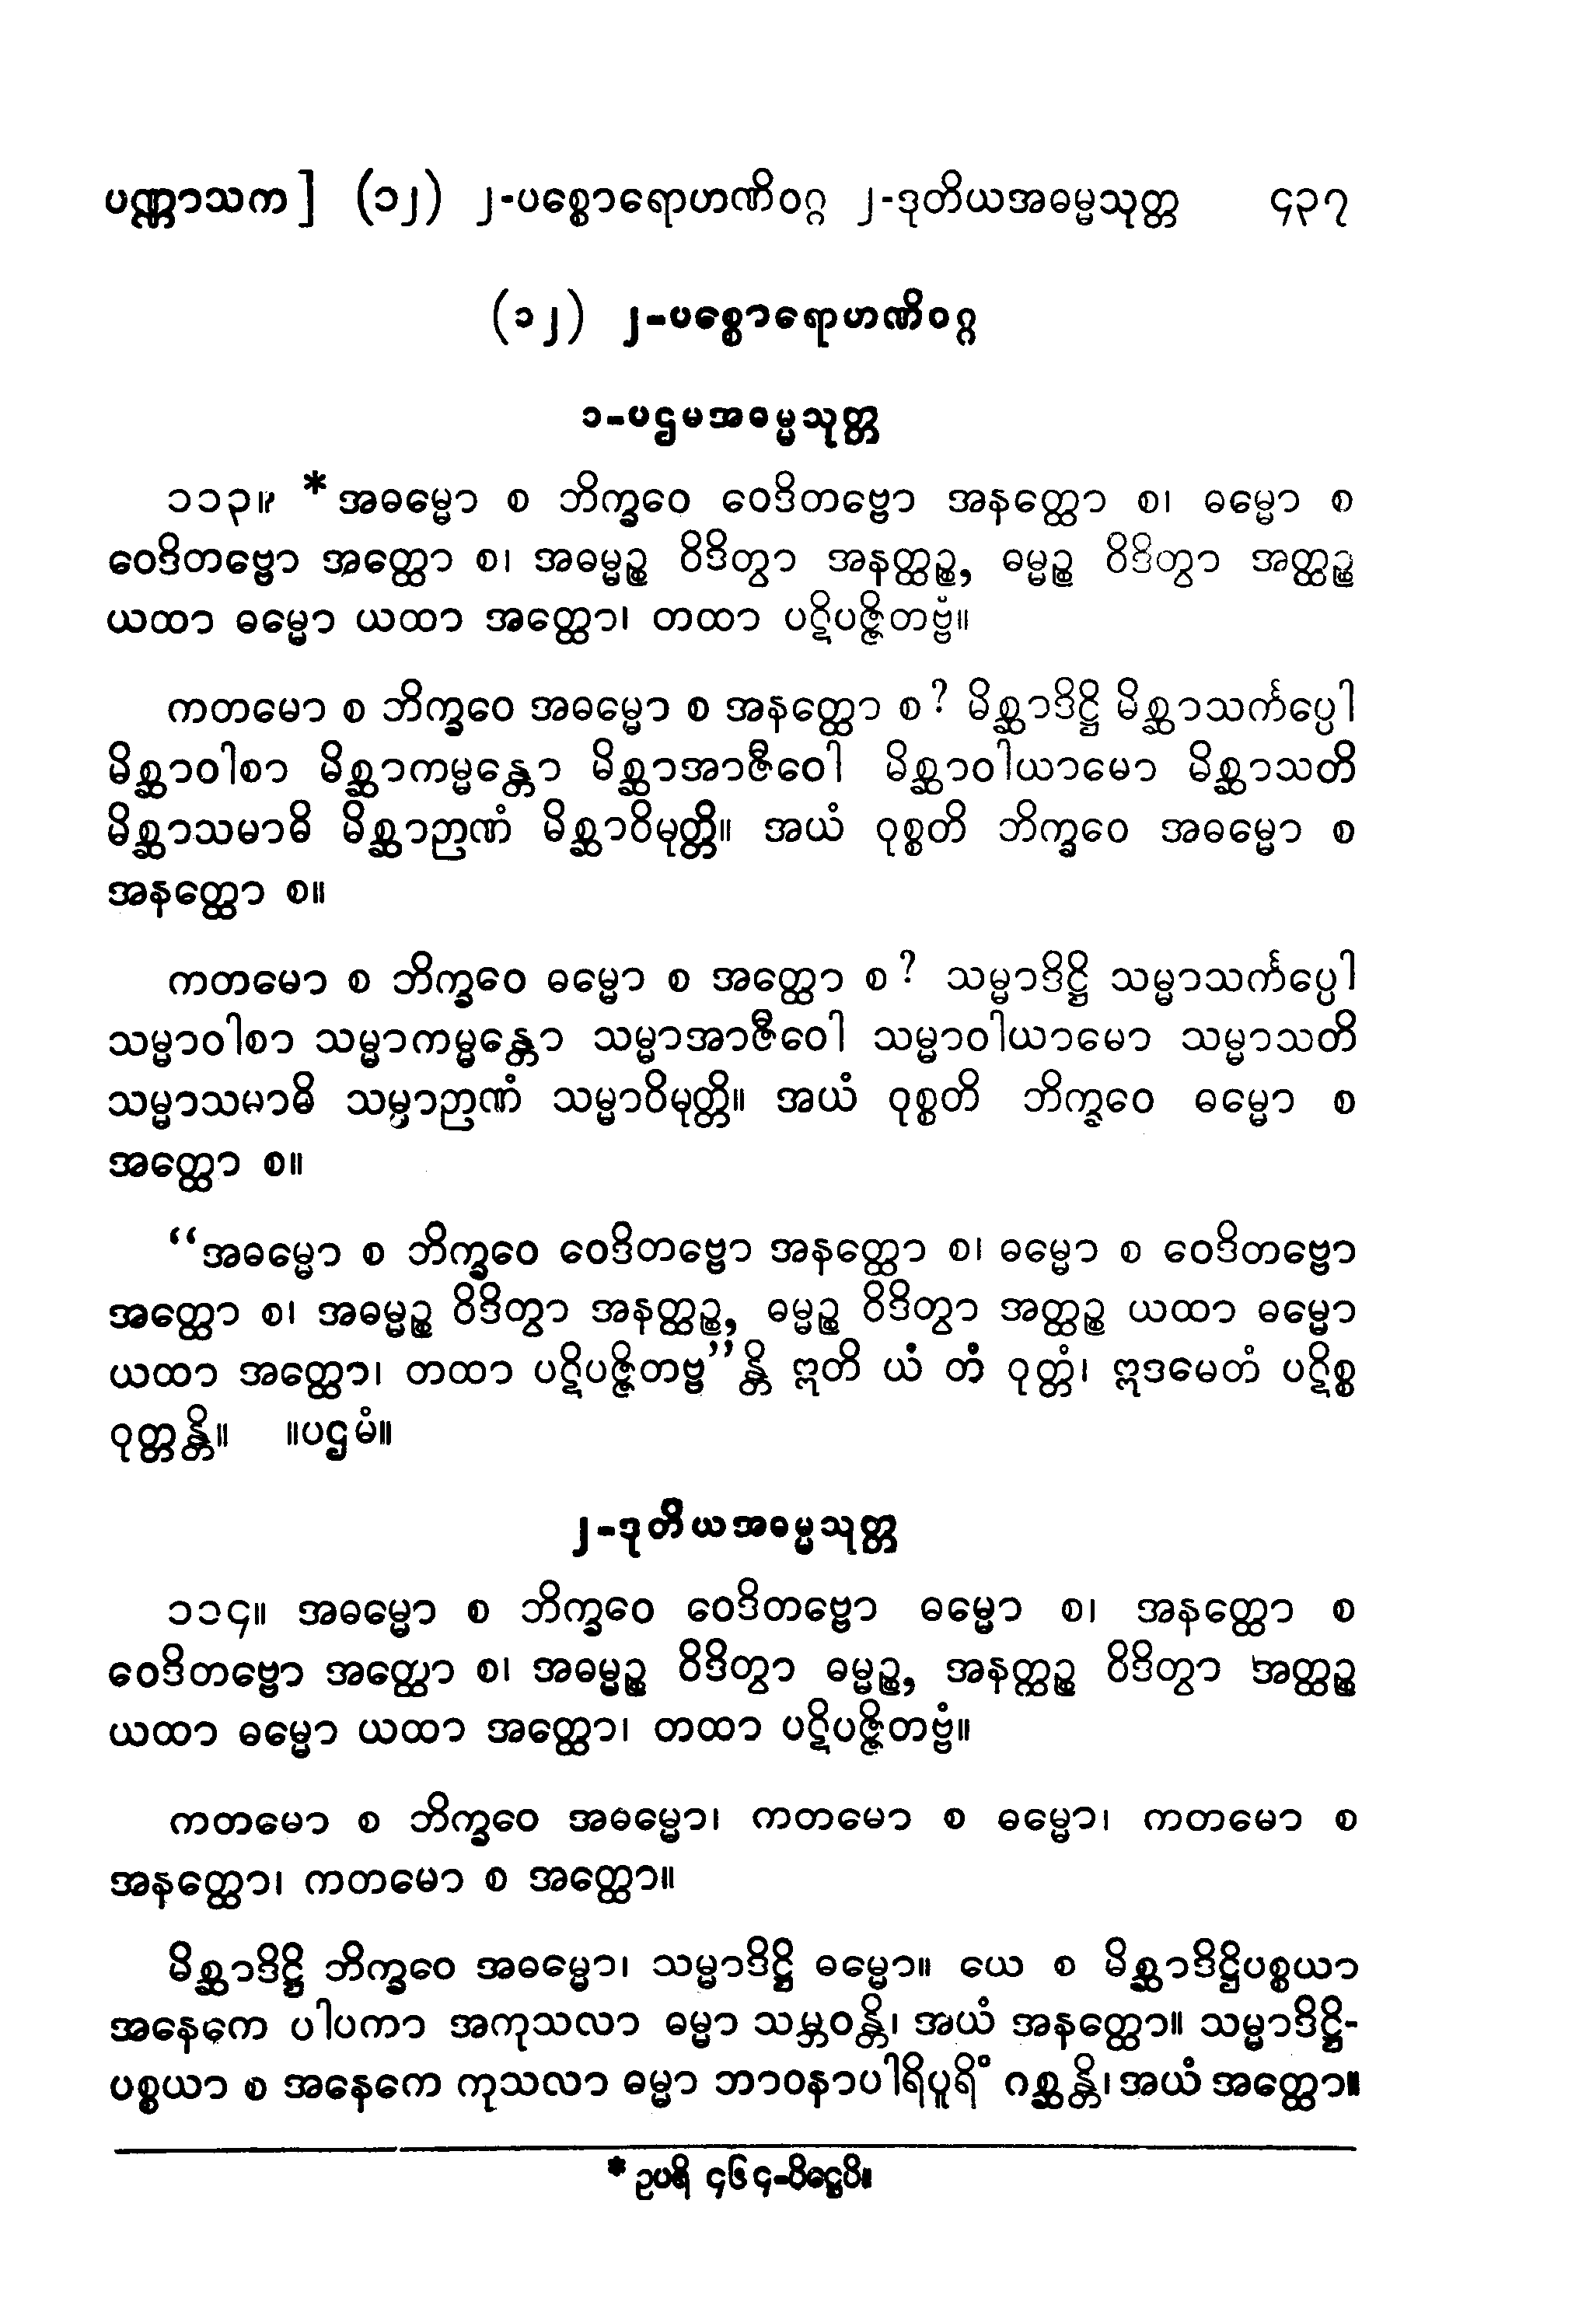 ပဏ္ဏာသက] (၁၂) ၂-ပစ္စောရောဟဏိဝဂ္ဂ ၂-ဒုတိယအဓမ္မသုတ္တ ၄၃၇
(၁၂) ၂-ပစ္စောရောဟဏိဝဂ္ဂ
၁-ပဌမအဓမ္မသုတ္တ
၁၁၃။ *အဓမ္မော စ ဘိက္ခဝေ ဝေဒိတဗ္ဗော အနတ္ထော စ၊ ဓမ္မော စ
ဝေဒိတဗ္ဗော အတ္ထော စ၊ အဓမ္မဉ္စ ဝိဒိတွာ အနတ္ထဉ္စ, ဓမ္မဉ္စ ဝိဒိတွာ အတ္ထဉ္စ
ယထာ ဓမ္မော ယထာ အတ္ထော၊ တထာ ပဋိပဇ္ဇိတဗ္ဗံ။
ကတမော စ ဘိက္ခဝေ အဓမ္မော စ အနတ္ထော စ? မိစ္ဆာဒိဋ္ဌိ မိစ္ဆာသင်္ကပ္ပေါ
မိစ္ဆာဝါစာ မိစ္ဆာကမ္မန္တော မိစ္ဆာအာဇီဝေါ မိစ္ဆာဝါယာမော မိစ္ဆာသတိ
မိစ္ဆာသမာဓိ မိစ္ဆာဉာဏံ မိစ္ဆာဝိမုတ္တိ။ အယံ ဝုစ္စတိ ဘိက္ခဝေ အဓမ္မော စ
အနတ္ထော စ။
ကတမော စ ဘိက္ခဝေ ဓမ္မော စ အတ္ထော စ? သမ္မာဒိဋ္ဌိ သမ္မာသင်္ကပ္ပေါ
သမ္မာဝါစာ သမ္မာကမ္မန္တော သမ္မာအာဇီဝေါ သမ္မာဝါယာမော သမ္မာသတိ
သမ္မာသမာဓိ သမ္မာဉာဏံ သမ္မာဝိမုတ္တိ။ အယံ ဝုစ္စတိ ဘိက္ခဝေ ဓမ္မော စ
အတ္ထော စ။
“အဓမ္မော စ ဘိက္ခဝေ ဝေဒိတဗ္ဗော အနတ္ထော စ၊ ဓမ္မော စ ဝေဒိတဗ္ဗော
အတ္ထော စ၊ အဓမ္မဉ္စ ဝိဒိတွာ အနတ္ထဉ္စ, ဓမ္မဉ္စ ဝိဒိတွာ အတ္ထဉ္စ ယထာ ဓမ္မော
ယထာ အတ္ထော၊ တထာ ပဋိပဇ္ဇိတဗ္ဗ”န္တိ ဣတိ ယံ တံ ဝုတ္တံ၊ ဣဒမေတံ ပဋိစ္စ
ဝုတ္တန္တိ။ ။ပဌမံ။
၂-ဒုတိယအဓမ္မသုတ္တ
၁၁၄။ အဓမ္မော စ ဘိက္ခဝေ ဝေဒိတဗ္ဗော ဓမ္မော စ၊ အနတ္ထော စ
ဝေဒိတဗ္ဗော အတ္ထော စ၊ အဓမ္မဉ္စ ဝိဒိတွာ ဓမ္မဉ္စ, အနတ္ထဉ္စ ဝိဒိတွာ အတ္ထဉ္စ
ယထာ ဓမ္မော ယထာ အတ္ထော၊ တထာ ပဋိပဇ္ဇိတဗ္ဗံ။
ကတမော စ ဘိက္ခဝေ အဓမ္မော၊ ကတမော စ ဓမ္မော၊ ကတမော စ
အနတ္ထော၊ ကတမော စ အတ္ထော။
မိစ္ဆာဒိဋ္ဌိ ဘိက္ခဝေ အဓမ္မော၊ သမ္မာဒိဋ္ဌိ ဓမ္မော။ ယေ စ မိစ္ဆာဒိဋ္ဌိပစ္စယာ
အနေကေ ပါပကာ အကုသလာ ဓမ္မာ သမ္ဘဝန္တိ၊ အယံ အနတ္ထော။ သမ္မာဒိဋ္ဌိ-
ပစ္စယာ စ အနေကေ ကုသလာ ဓမ္မာ ဘာဝနာပါရိပူရိံ ဂစ္ဆန္တိ၊ အယံ အတ္ထော။
*ဥပရိ ၄၆၄-ပိဋ္ဌေပိ။